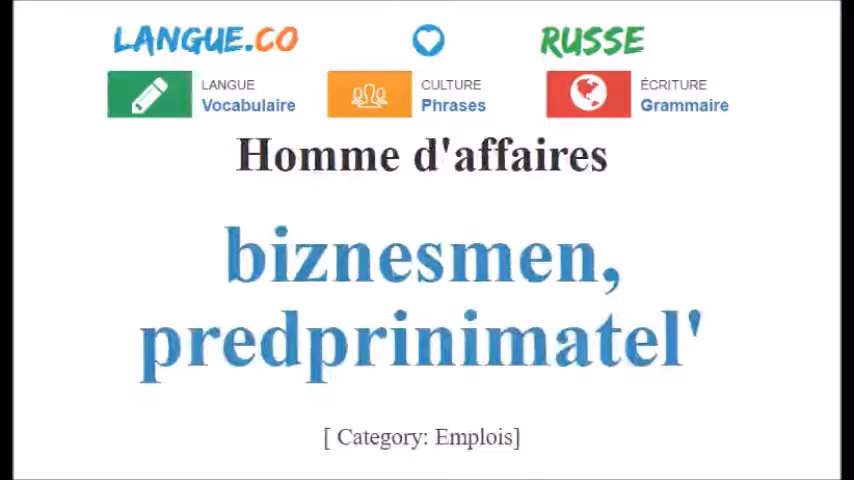 LANGUE.CO RUSSE
LANGUE CULTURE ÉCRITURE
Vocabulaire Phrases Grammaire
Homme d'affaires
biznesmen,
predprinimatel'
[ Category: Emplois]